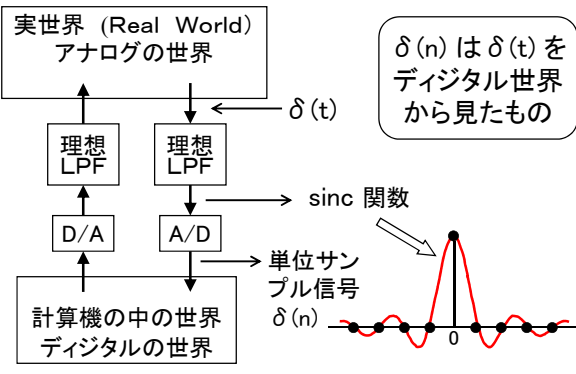 実世界 (Real World)
アナログの世界
δ(n) は δ(t) を
ディジタル世界
から見たもの
δ(t)
理想
LPF
理想
LPF
sinc 関数
D/A
A/D
単位サン
プル信号
δ(n)
計算機の中の世界
ディジタルの世界
0